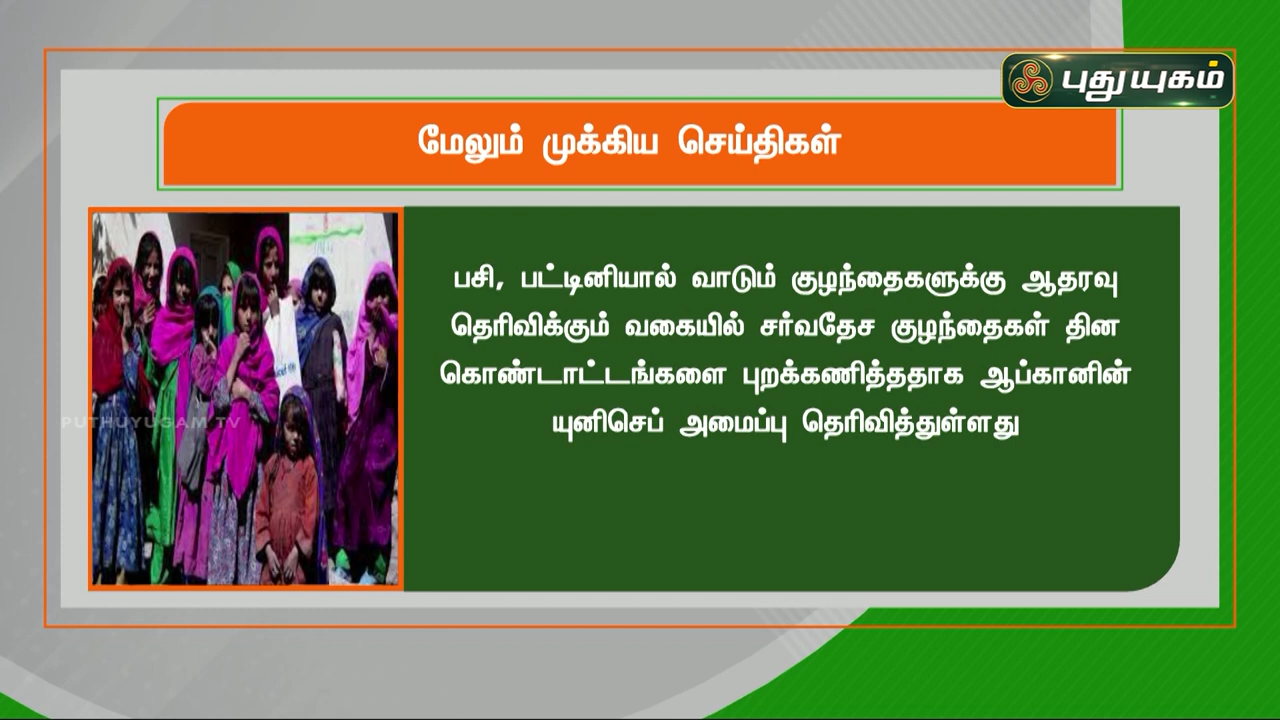 புதுயுகம்
மேலும் முக்கிய செய்திகள்
பசி, பட்டினியால் வாடும் குழந்தைகளுக்கு ஆதரவு
தெரிவிக்கும் வகையில் சர்வதேச குழந்தைகள் தின
கொண்டாட்டங்களை புறக்கணித்ததாக ஆப்கானின்
யுனிசெப் அமைப்பு தெரிவித்துள்ளது
PUTHUYUGAM TV